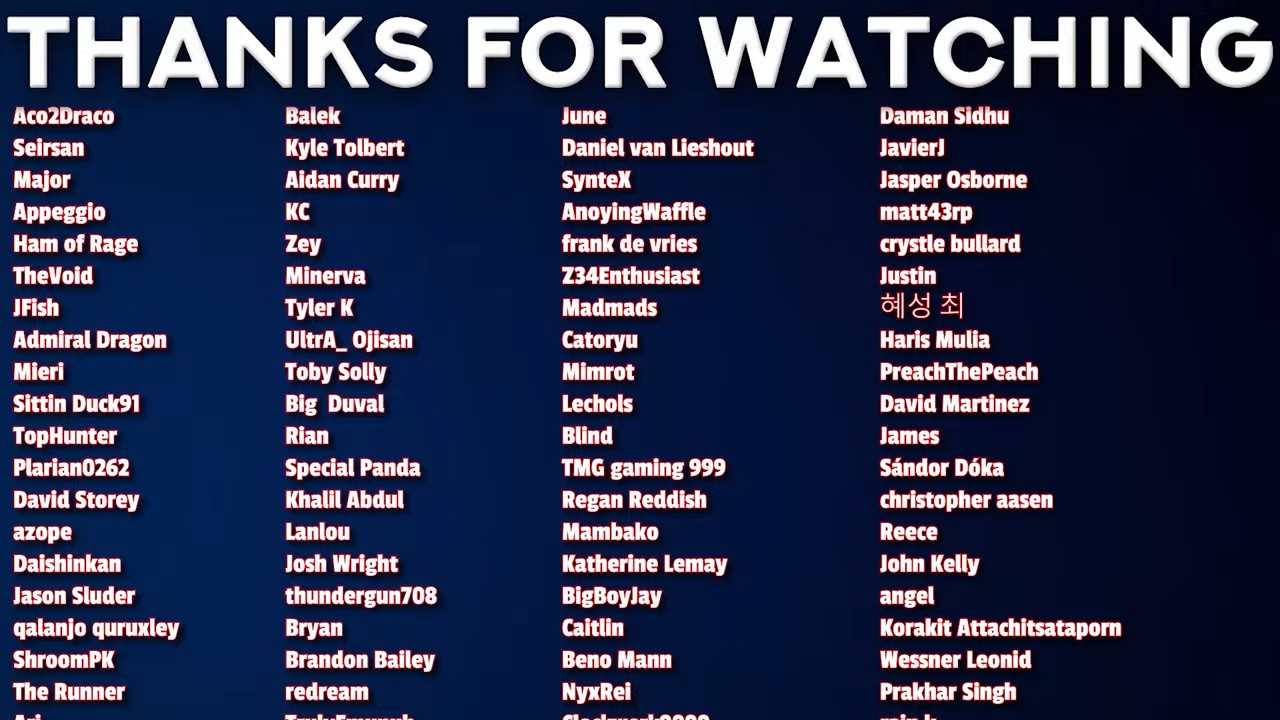 THANKS FOR WATCHING
Aco2Draco
Seirsan
Major
Appeggio
Ham of Rage
TheVoid
JFish
Admiral Dragon
Mieri
Sittin Duck91
TopHunter
Plarian0262
David Storey
azope
Daishinkan
Jason Sluder
qalanjo quruxley
ShroomPK
The Runner
Balek
Kyle Tolbert
Aidan Curry
KC
Zey
Minerva
Tyler K
UltrA_ Ojisan
Toby Solly
Big  Duval
Rian
Special Panda
Khalil Abdul
Lanlou
Josh Wright
thundergun708
Bryan
Brandon Bailey
redream
June
Daniel van Lieshout
SynteX
AnoyingWaffle
frank de vries
Z34Enthusiast
Madmads
Catoryu
Mimrot
Lechols
Blind
TMG gaming 999
Regan Reddish
Mambako
Katherine Lemay
BigBoyJay
Caitlin
Beno Mann
NyxRei
Daman Sidhu
JavierJ
Jasper Osborne
matt43rp
crystle bullard
Justin
혜성 최
Haris Mulia
PreachThePeach
David Martinez
James
Sándor Dóka
christopher aasen
Reece
John Kelly
angel
Korakit Attachitsataporn
Wessner Leonid
Prakhar Singh